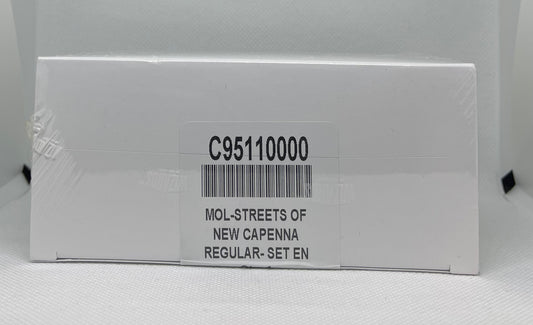 C95110000
MOL-STREETS OF
NEW CAPENNA
REGULAR- SET EN